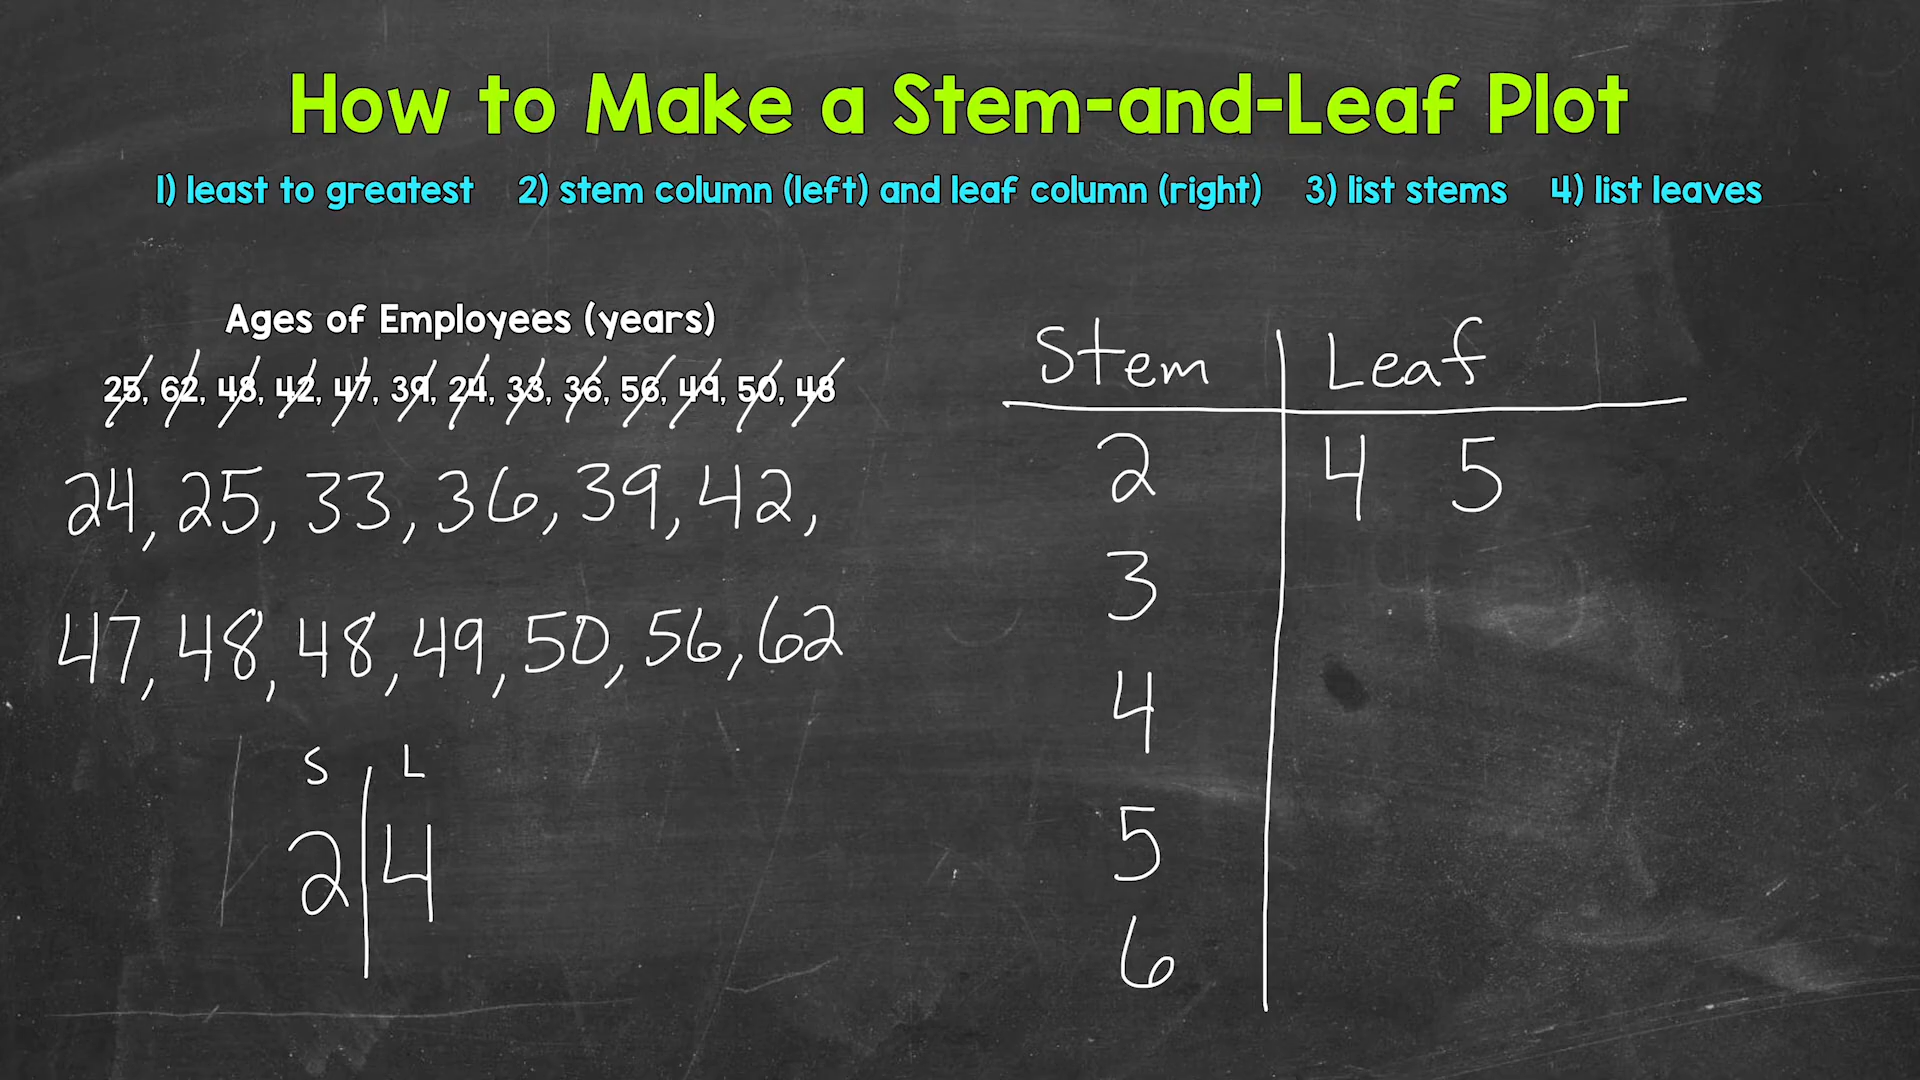 How to Make a Stem-and-Leaf Plot
1) least to greatest 2) stem column (left) and leaf column (right) 3) list stems 4) list leaves
Ages of Employees (years)
25, 62, 48, 42, 47, 39, 24, 33, 36, 56, 49, 50, 48
24, 25, 33, 36, 39, 42,
47, 48, 48, 49, 50, 56, 62
S L
2 4
Stem Leaf
2 4 5
3
4
5
6